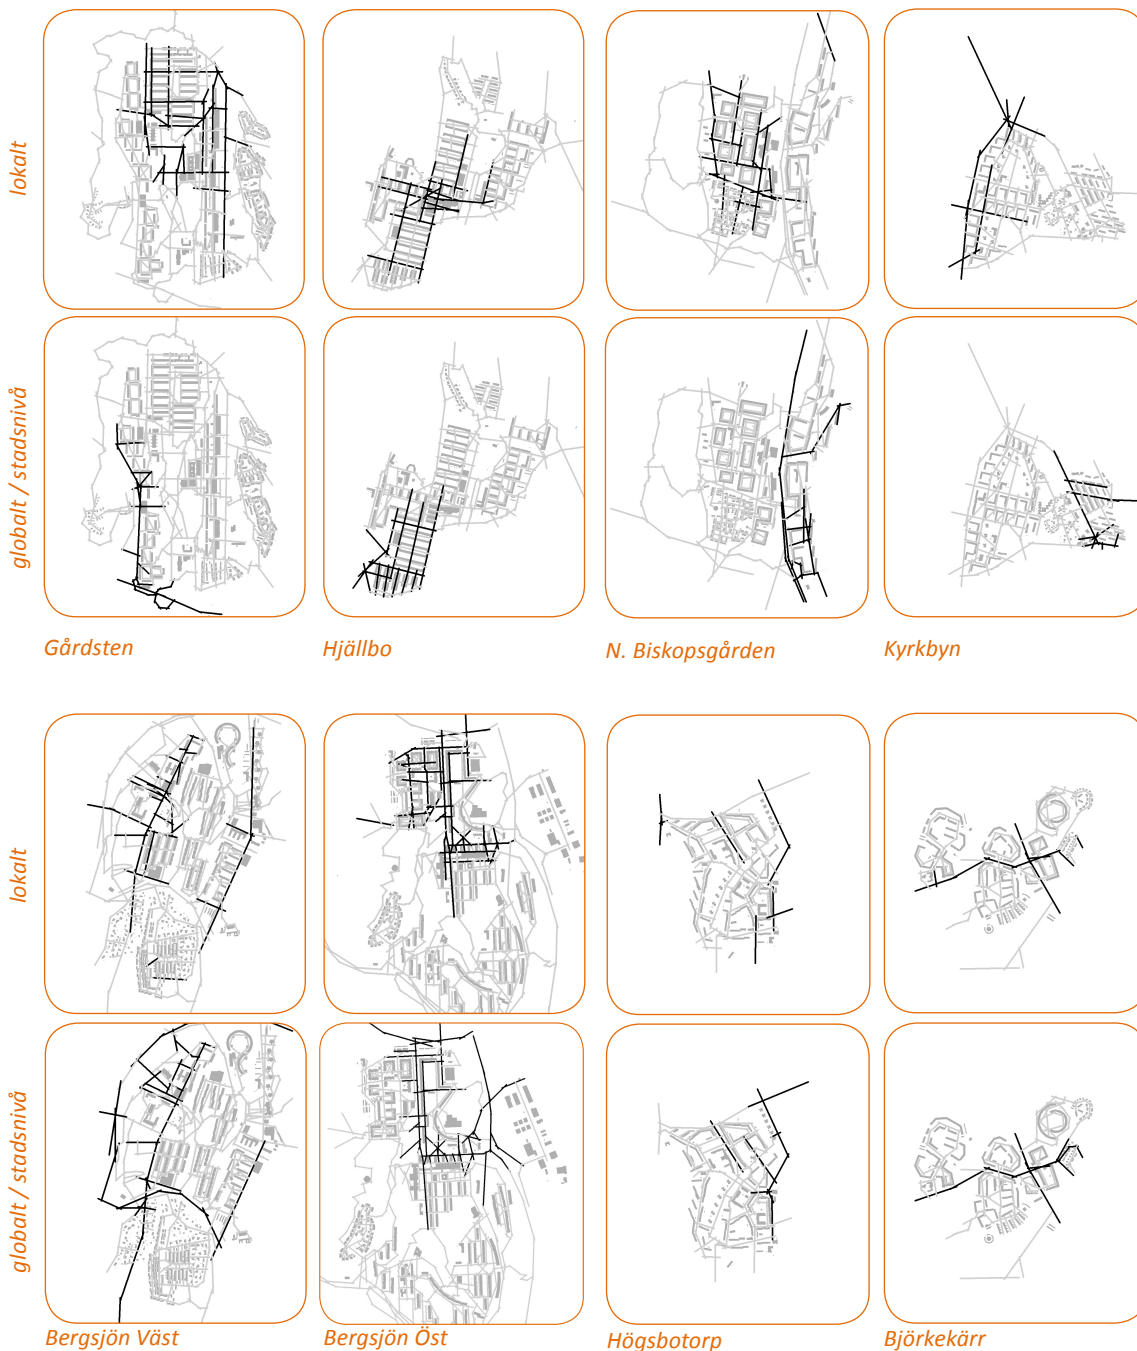 lokalt
globalt / stadsnivå
Gårdsten
Hjällbo
N. Biskopsgården
Kyrkbyn
lokalt
globalt / stadsnivå
Bergsjön Väst
Bergsjön Öst
Högsbotorp
Björkekärr